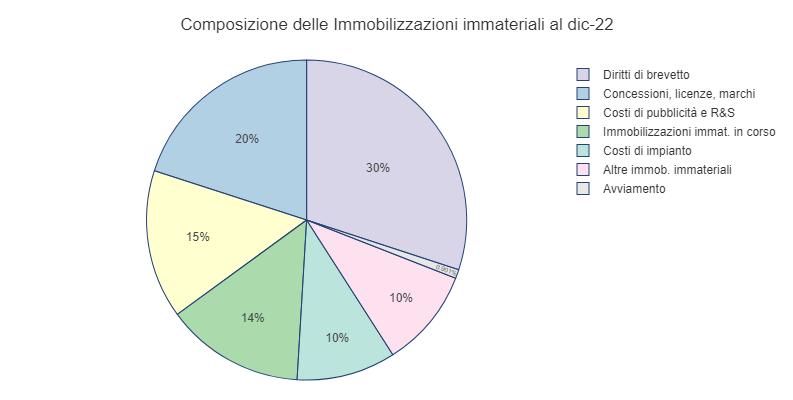 Composizione delle Immobilizzazioni immateriali al dic-22
Diritti di brevetto
Concessioni, licenze, marchi
Costi di pubblicità e R&S
Immobilizzazioni immat. in corso
Costi di impianto
Altre immob. immateriali
Avviamento
30%
20%
15%
14%
10%
10%